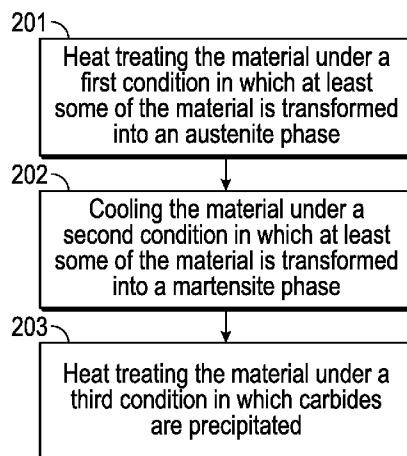 201
Heat treating the material under a
first condition in which at least
some of the material is transformed
into an austenite phase
202
Cooling the material under a
second condition in which at least
some of the material is transformed
into a martensite phase
203
Heat treating the material under a
third condition in which carbides
are precipitated